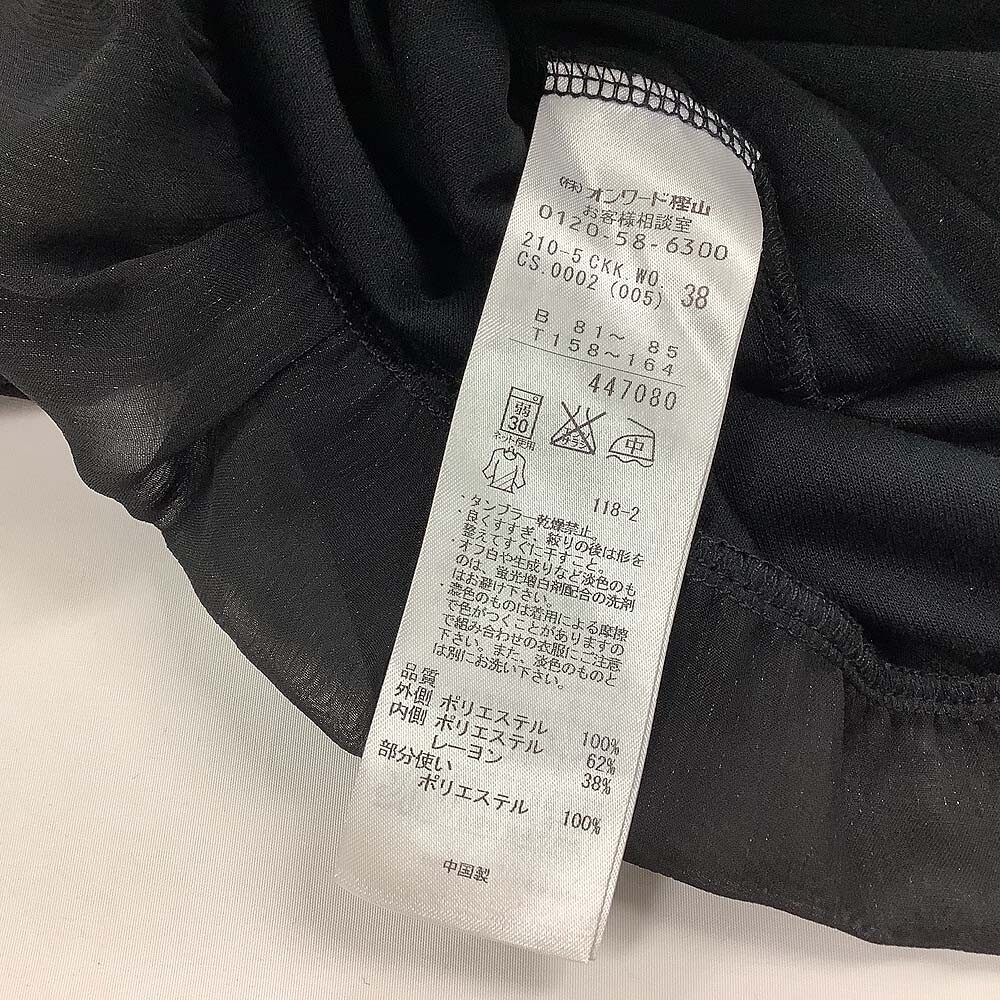 (株)オンワード樫山
お客様相談室
0120-58-6300
210-5 CKK. WO.
CS.0002 (005) 38
B 81～ 85
T158～164
447080
弱
30
エンソ
サラシ
中
ネット使用
118-2
・タンブラー乾燥禁止。
・良くすすぎ、絞りの後は形を
整えてすぐに干すこと。
・オフ白や生成りなど淡色のも
のは、蛍光増白剤配合の洗剤
はお避け下さい。
・濃色のものは着用による摩擦
で色がつくことがありますの
で組み合わせの衣服にご注意
下さい。また、淡色のものと
は別にお洗い下さい。
品質
外側 ポリエステル 100%
内側 ポリエステル 62%
レーヨン 38%
部分使い
ポリエステル 100%
中国製